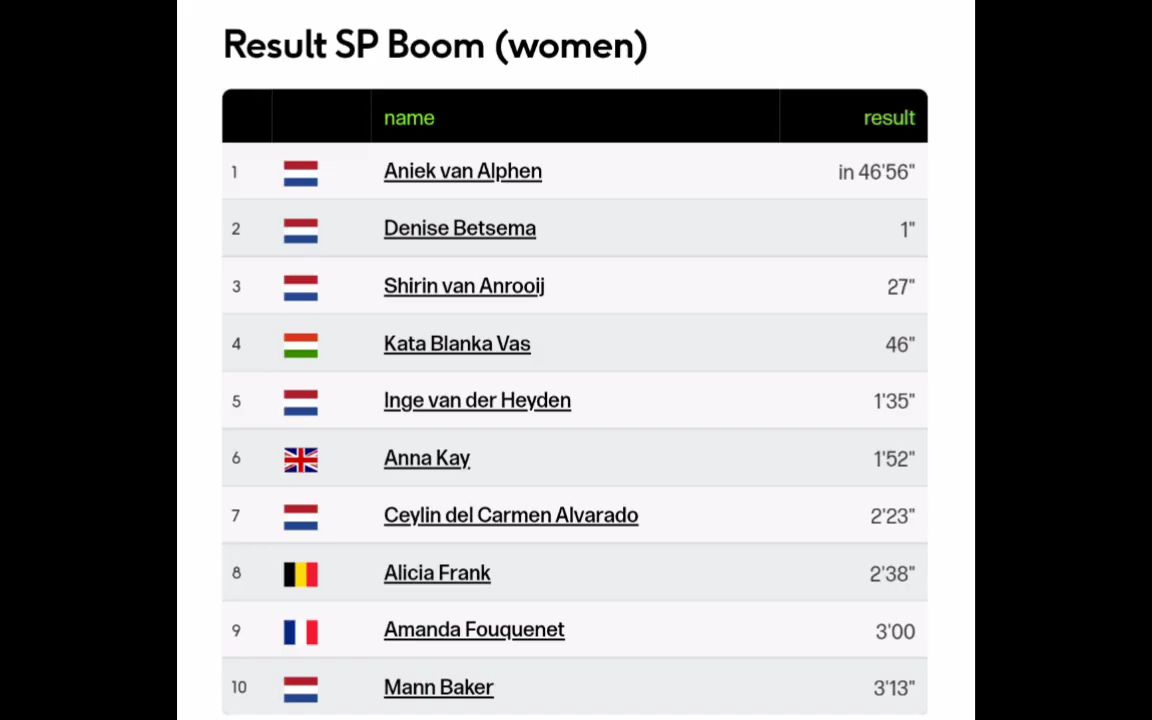 Result SP Boom (women)
name result
1 Aniek van Alphen in 46'56"
2 Denise Betsema 1"
3 Shirin van Anrooij 27"
4 Kata Blanka Vas 46"
5 Inge van der Heyden 1'35"
6 Anna Kay 1'52"
7 Ceylin del Carmen Alvarado 2'23"
8 Alicia Frank 2'38"
9 Amanda Fouquenet 3'00
10 Mann Baker 3'13"